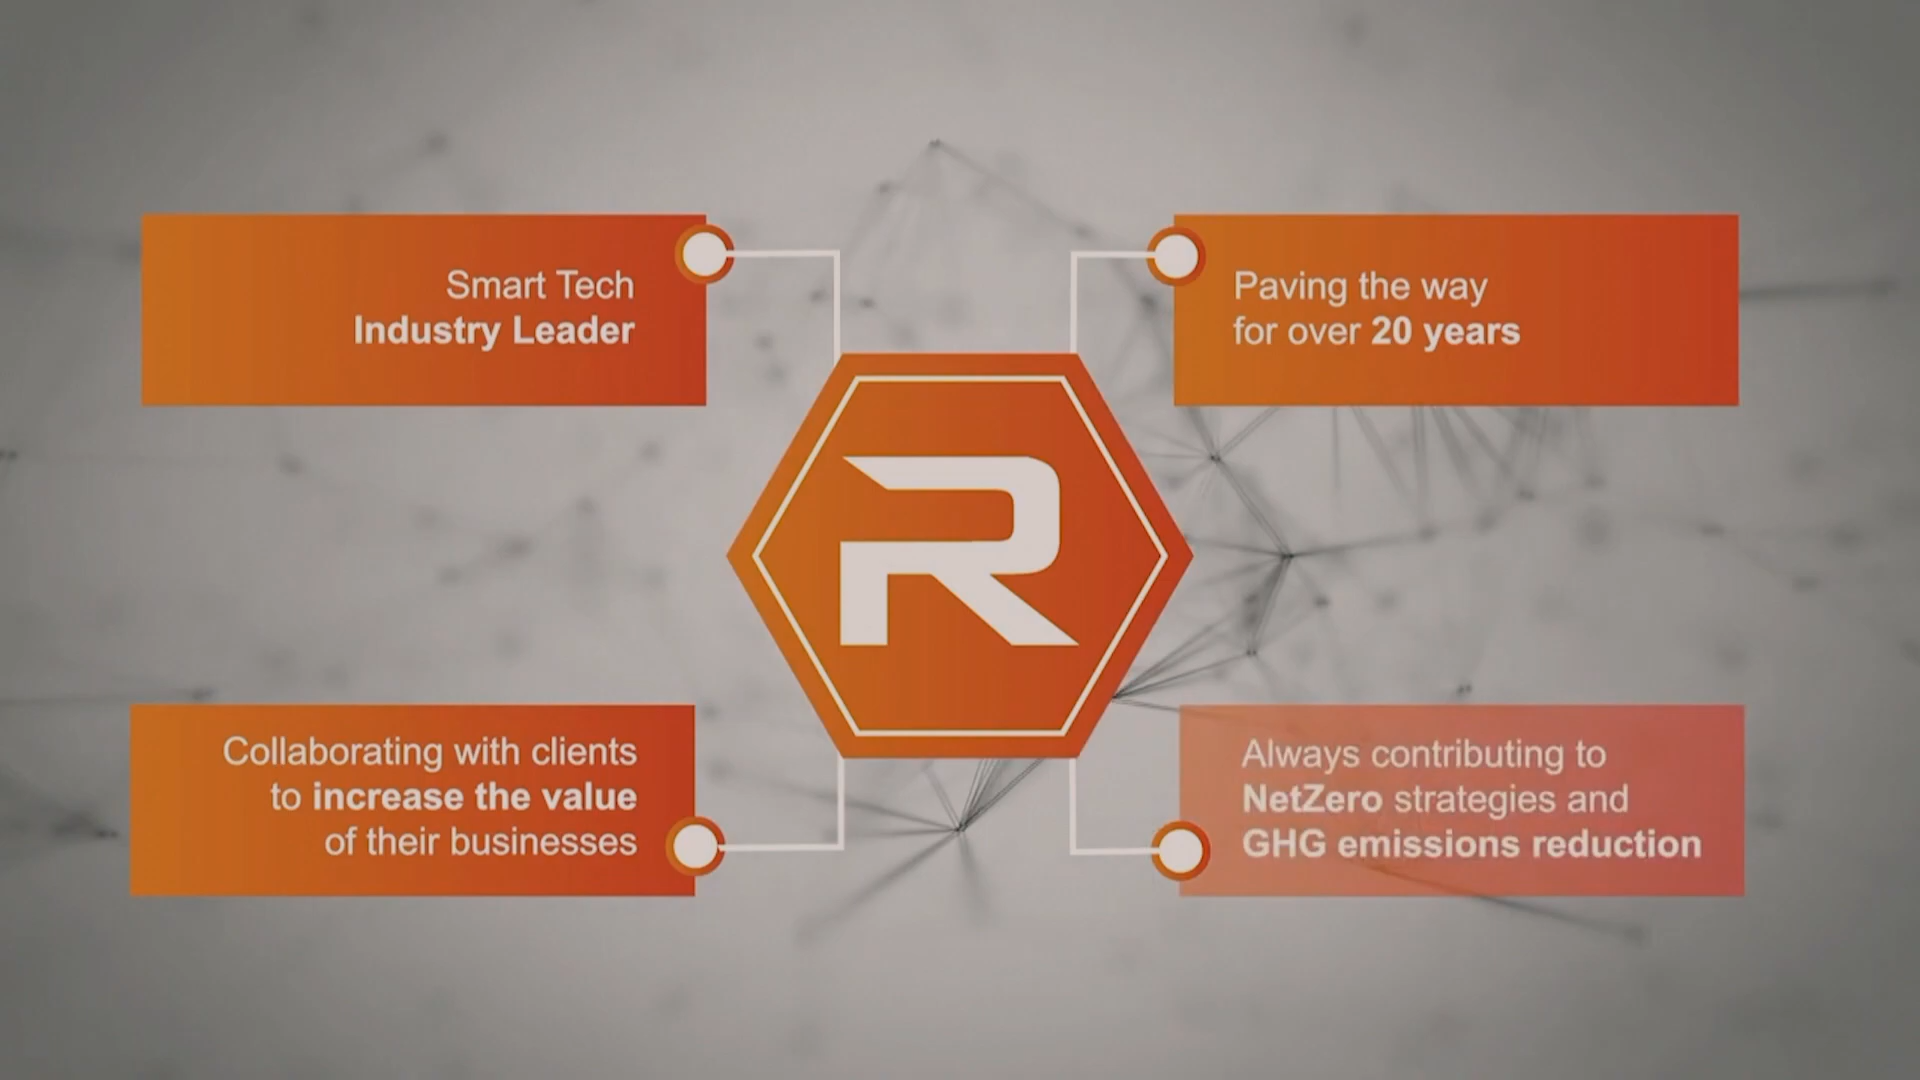 Smart Tech
Industry Leader
Paving the way
for over 20 years
R
Collaborating with clients
to increase the value
of their businesses
Always contributing to
NetZero strategies and
GHG emissions reduction